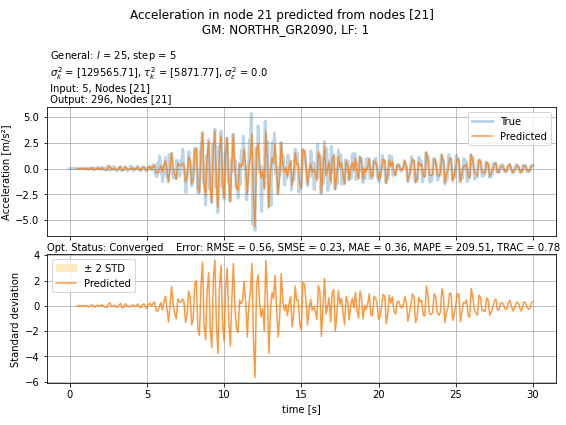 Acceleration in node 21 predicted from nodes [21]
GM: NORTHR_GR2090, LF: 1
General: l = 25, step = 5
σ²ₖ = [129565.71], τ²ₖ = [5871.77], σ²ε = 0.0
Input: 5, Nodes [21]
Output: 296, Nodes [21]
Acceleration [m/s²]
5.0
2.5
0.0
−2.5
−5.0
True
Predicted
Opt. Status: Converged Error: RMSE = 0.56, SMSE = 0.23, MAE = 0.36, MAPE = 209.51, TRAC = 0.78
Standard deviation
4
2
0
−2
−4
−6
± 2 STD
Predicted
0 5 10 15 20 25 30
time [s]